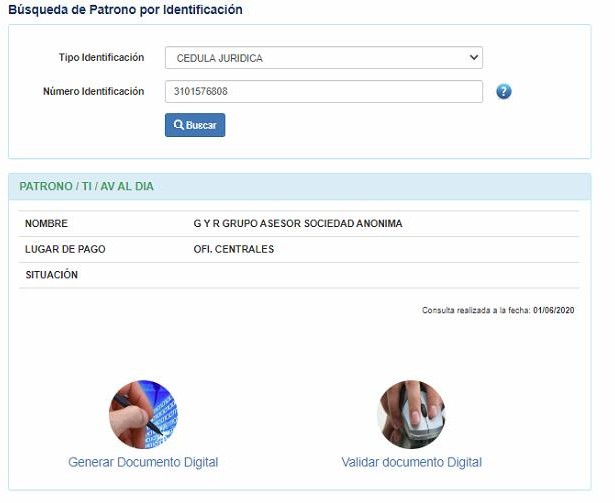 Búsqueda de Patrono por Identificación
Tipo Identificación CEDULA JURIDICA
Número Identificación 3101576808 ?
Buscar
PATRONO / TI / AV AL DIA
NOMBRE G Y R GRUPO ASESOR SOCIEDAD ANONIMA
LUGAR DE PAGO OFI. CENTRALES
SITUACIÓN
Consulta realizada a la fecha: 01/06/2020
Generar Documento Digital Validar documento Digital